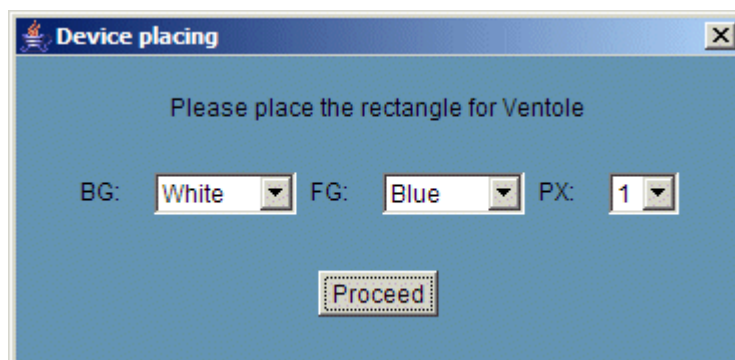 Device placing
Please place the rectangle for Ventole
BG: White FG: Blue PX: 1
Proceed